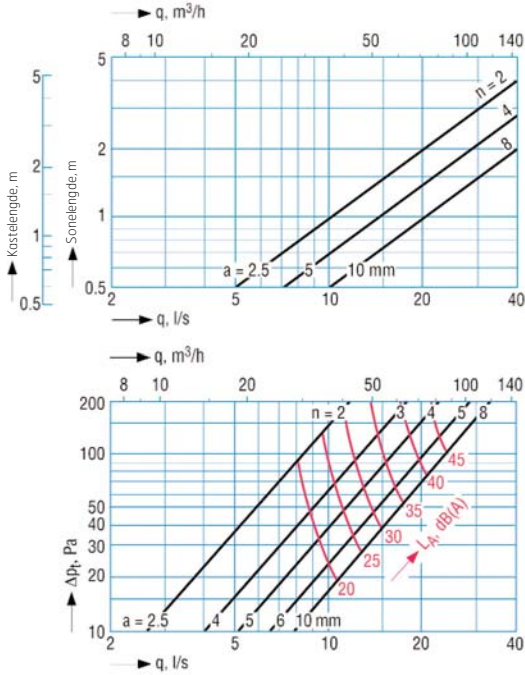 q, m³/h
8 10 20 50 100 140
Kastelengde. m
5
2
1
0.5
Sonelengde. m
5
2
1
0.5
n = 2
4
8
a = 2.5 5 10 mm
2 5 10 20 40
q, l/s
q, m³/h
8 10 20 50 100 140
Δpt, Pa
200
100
50
40
30
20
10
n = 2 3 4 5 8
45
40
35
30
25
20
LA, dB(A)
a = 2.5 4 5 6 10 mm
2 5 10 20 40
q, l/s